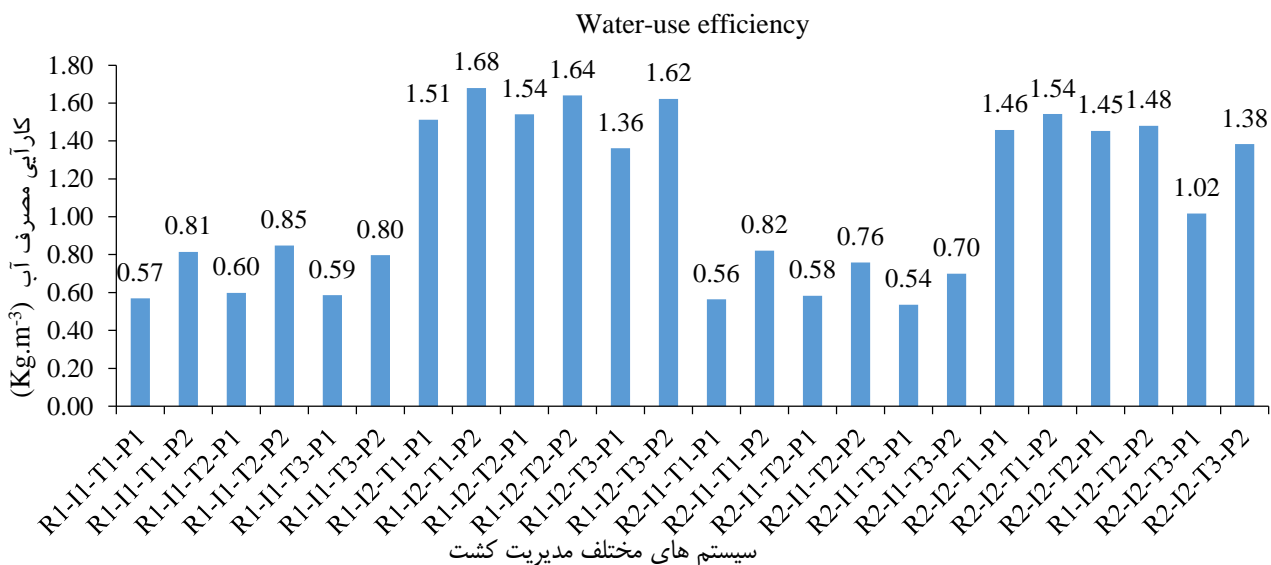 Water-use efficiency
کارآیی مصرف آب (Kg.m-3)
1.80
1.60
1.40
1.20
1.00
0.80
0.60
0.40
0.20
0.00
0.57
0.81
0.60
0.85
0.59
0.80
1.51
1.68
1.54
1.64
1.36
1.62
0.56
0.82
0.58
0.76
0.54
0.70
1.46
1.54
1.45
1.48
1.02
1.38
R1-I1-T1-P1
R1-I1-T1-P2
R1-I1-T2-P1
R1-I1-T2-P2
R1-I1-T3-P1
R1-I1-T3-P2
R1-I2-T1-P1
R1-I2-T1-P2
R1-I2-T2-P1
R1-I2-T2-P2
R1-I2-T3-P1
R1-I2-T3-P2
R2-I1-T1-P1
R2-I1-T1-P2
R2-I1-T2-P1
R2-I1-T2-P2
R2-I1-T3-P1
R2-I1-T3-P2
R2-I2-T1-P1
R2-I2-T1-P2
R2-I2-T2-P1
R1-I2-T2-P2
R2-I2-T3-P1
R2-I2-T3-P2
سیستم های مختلف مدیریت کشت